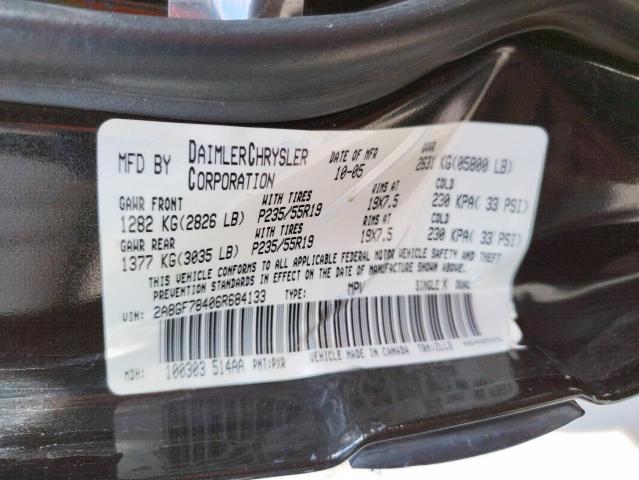 MFD BY DAIMLERCHRYSLER CORPORATION
DATE OF MFR 10-05
GVWR 2631 KG(05800 LB)
GAWR FRONT WITH TIRES RIMS AT COLD
1282 KG(2826 LB) P235/55R19 19X7.5 230 KPA( 33 PSI)
GAWR REAR WITH TIRES RIMS AT COLD
1377 KG(3035 LB) P235/55R19 19X7.5 230 KPA( 33 PSI)
THIS VEHICLE CONFORMS TO ALL APPLICABLE FEDERAL MOTOR VEHICLE SAFETY AND THEFT
PREVENTION STANDARDS IN EFFECT ON THE DATE OF MANUFACTURE SHOWN ABOVE.
VIN: 2A8GF78406R684133 TYPE: MPV SINGLE X DUAL
MDH: 100303 514AA PNT:PXR VEHICLE MADE IN CANADA TRM:ZLL2